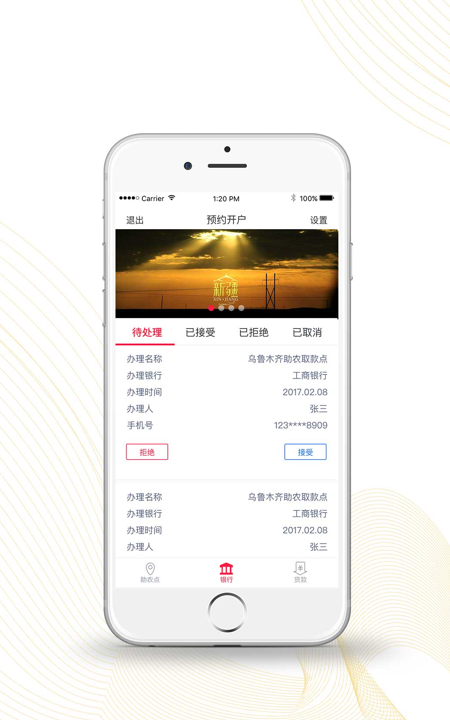 Carrier 1:20 PM 100%
退出 预约开户 设置
新疆
XIN·JIANG
待处理 已接受 已拒绝 已取消
办理名称 乌鲁木齐助农取款点
办理银行 工商银行
办理时间 2017.02.08
办理人 张三
手机号 123****8909
拒绝 接受
办理名称 乌鲁木齐助农取款点
办理银行 工商银行
办理时间 2017.02.08
办理人 张三
助农点 银行 贷款